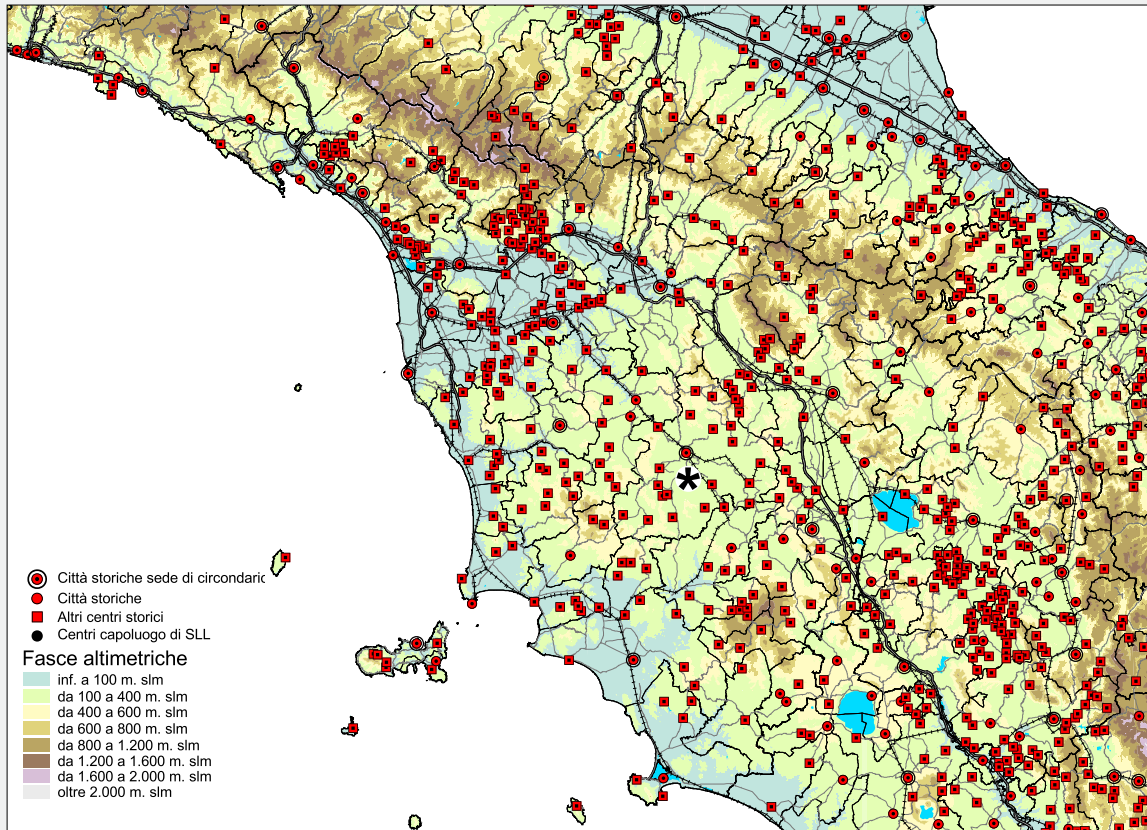 Città storiche sede di circondaric
Città storiche
Altri centri storici
Centri capoluogo di SLL
Fasce altimetriche
inf. a 100 m. slm
da 100 a 400 m. slm
da 400 a 600 m. slm
da 600 a 800 m. slm
da 800 a 1.200 m. slm
da 1.200 a 1.600 m. slm
da 1.600 a 2.000 m. slm
oltre 2.000 m. slm
*